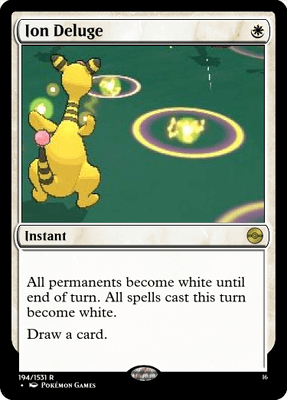 Ion Deluge
Instant
All permanents become white until
end of turn. All spells cast this turn
become white.
Draw a card.
194/1531 R
16
• Pokémon Games